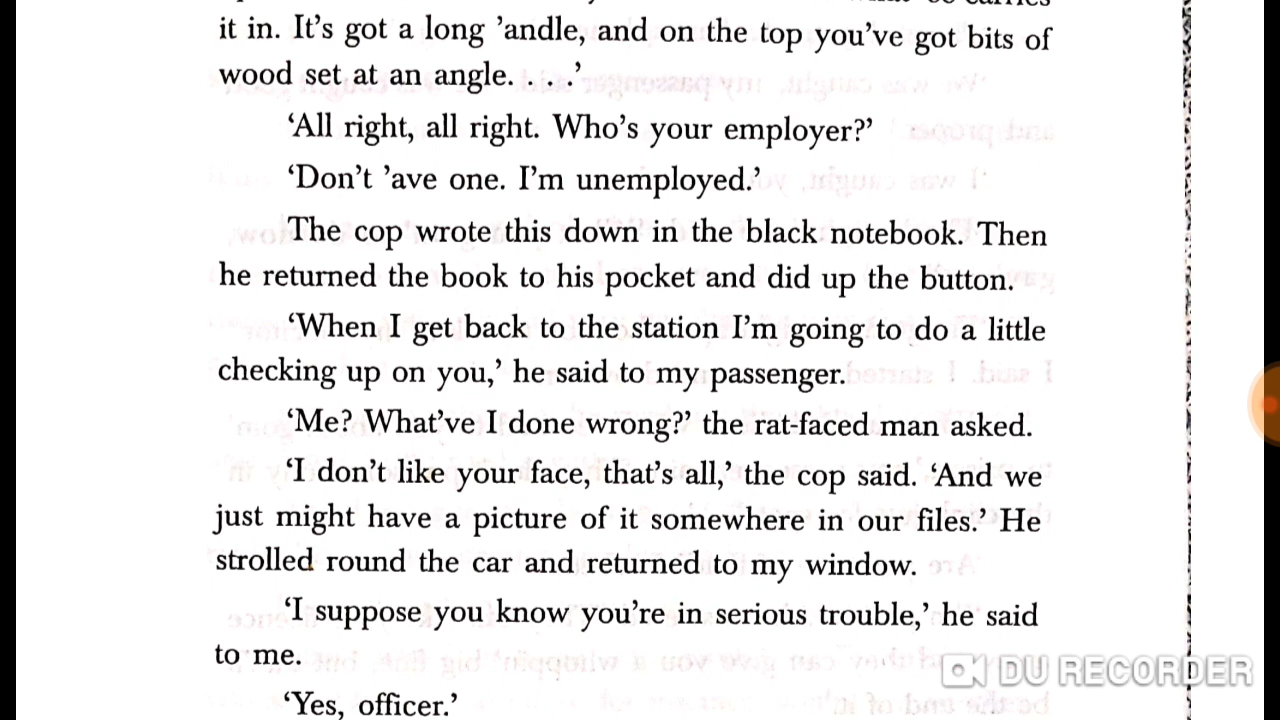 it in. It’s got a long ’andle, and on the top you’ve got bits of
wood set at an angle. . . .’
‘All right, all right. Who’s your employer?’
‘Don’t ’ave one. I’m unemployed.’
The cop wrote this down in the black notebook. Then
he returned the book to his pocket and did up the button.
‘When I get back to the station I’m going to do a little
checking up on you,’ he said to my passenger.
‘Me? What’ve I done wrong?’ the rat-faced man asked.
‘I don’t like your face, that’s all,’ the cop said. ‘And we
just might have a picture of it somewhere in our files.’ He
strolled round the car and returned to my window.
‘I suppose you know you’re in serious trouble,’ he said
to me.
DU RECORDER
‘Yes, officer.’